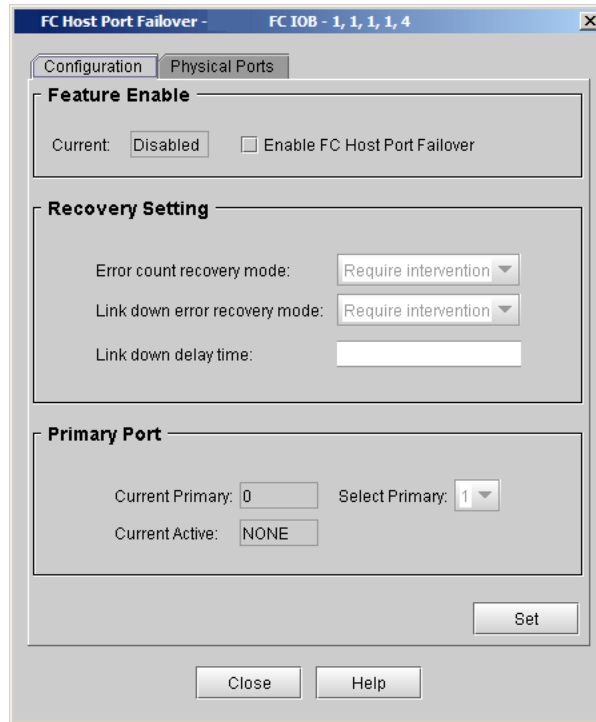 FC Host Port Failover - FC IOB - 1, 1, 1, 1, 4
Configuration Physical Ports
Feature Enable
Current: Disabled Enable FC Host Port Failover
Recovery Setting
Error count recovery mode: Require intervention
Link down error recovery mode: Require intervention
Link down delay time:
Primary Port
Current Primary: 0 Select Primary: 1
Current Active: NONE
Set
Close Help